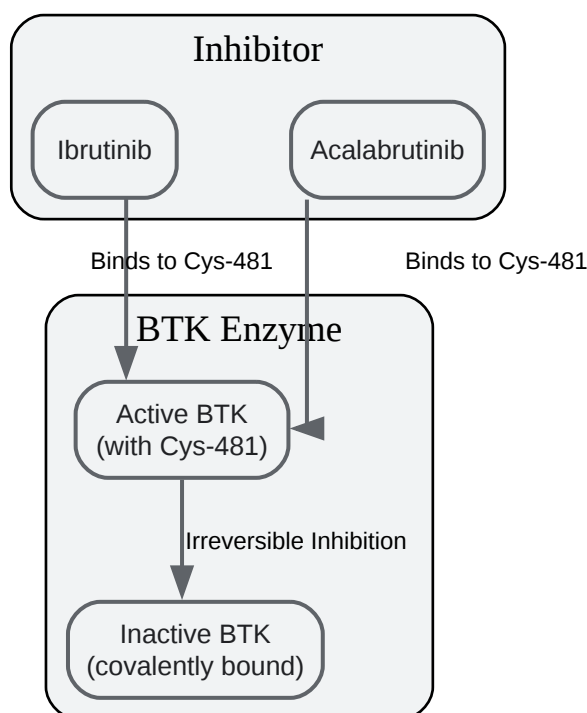 Inhibitor
Ibrutinib
Acalabrutinib
Binds to Cys-481
Binds to Cys-481
BTK Enzyme
Active BTK
(with Cys-481)
Irreversible Inhibition
Inactive BTK
(covalently bound)